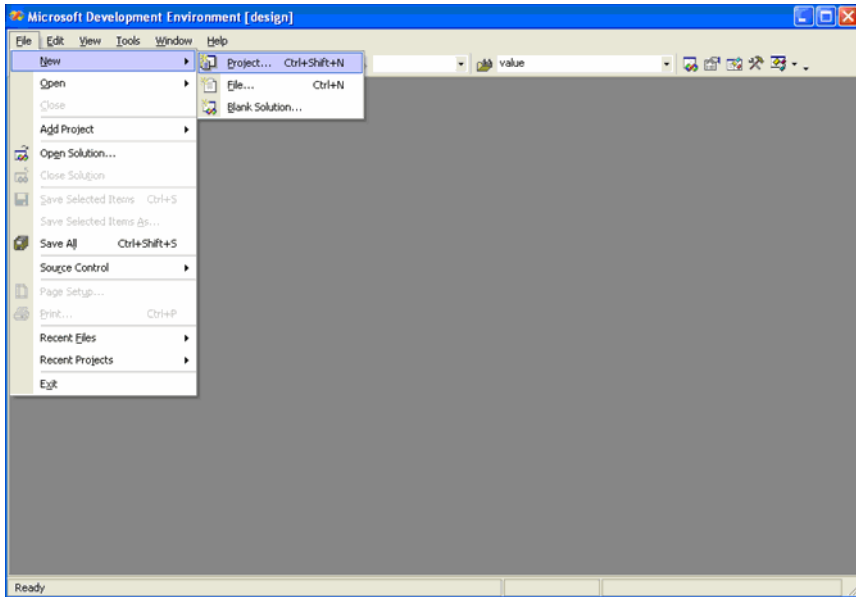 Microsoft Development Environment [design]
File Edit View Tools Window Help
value
New
Project... Ctrl+Shift+N
Open
File... Ctrl+N
Close
Blank Solution...
Add Project
Open Solution...
Close Solution
Save Selected Items Ctrl+S
Save Selected Items As...
Save All Ctrl+Shift+S
Source Control
Page Setup...
Print... Ctrl+P
Recent Files
Recent Projects
Exit
Ready